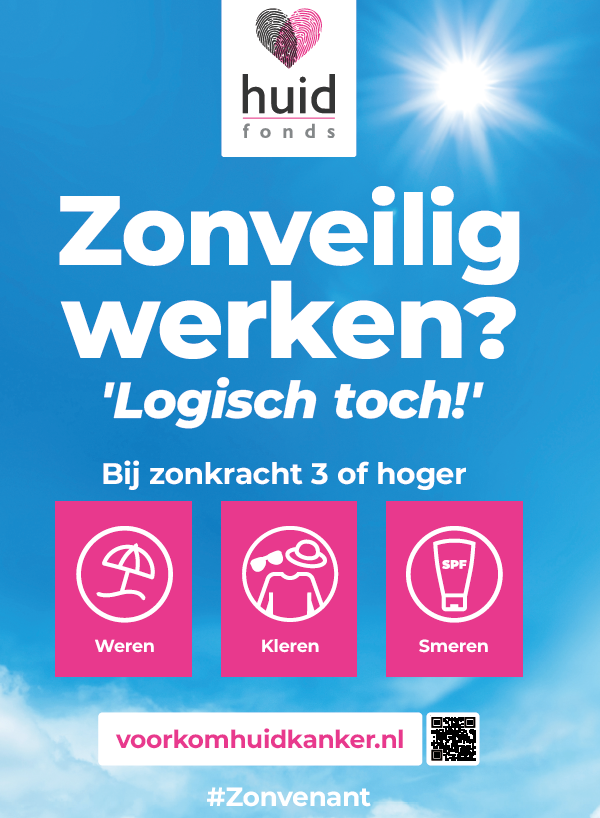 huid
fonds
Zonveilig
werken?
'Logisch toch!'
Bij zonkracht 3 of hoger
SPF
Weren
Kleren
Smeren
voorkomhuidkanker.nl
#Zonvenant